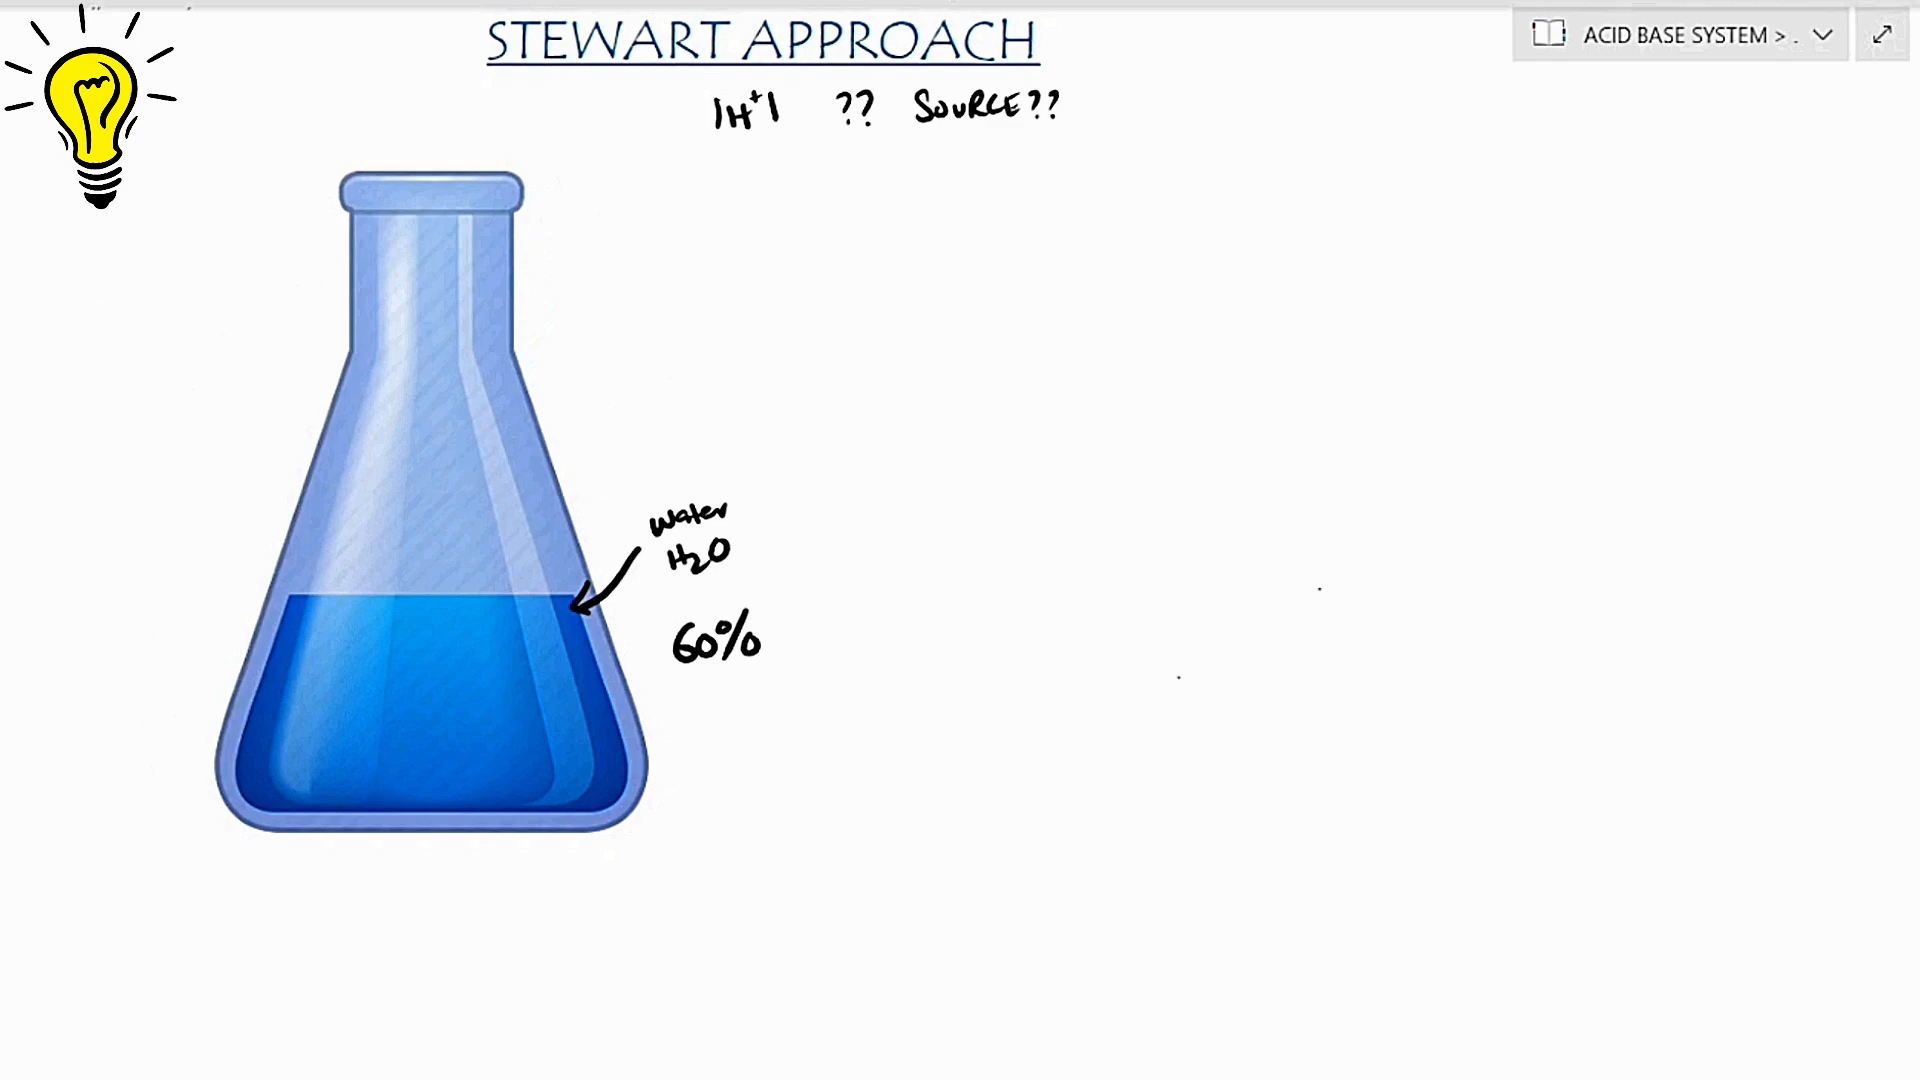 STEWART APPROACH
ACID BASE SYSTEM > .
|H+| ?? SOURCE??
Water
H2O
60%